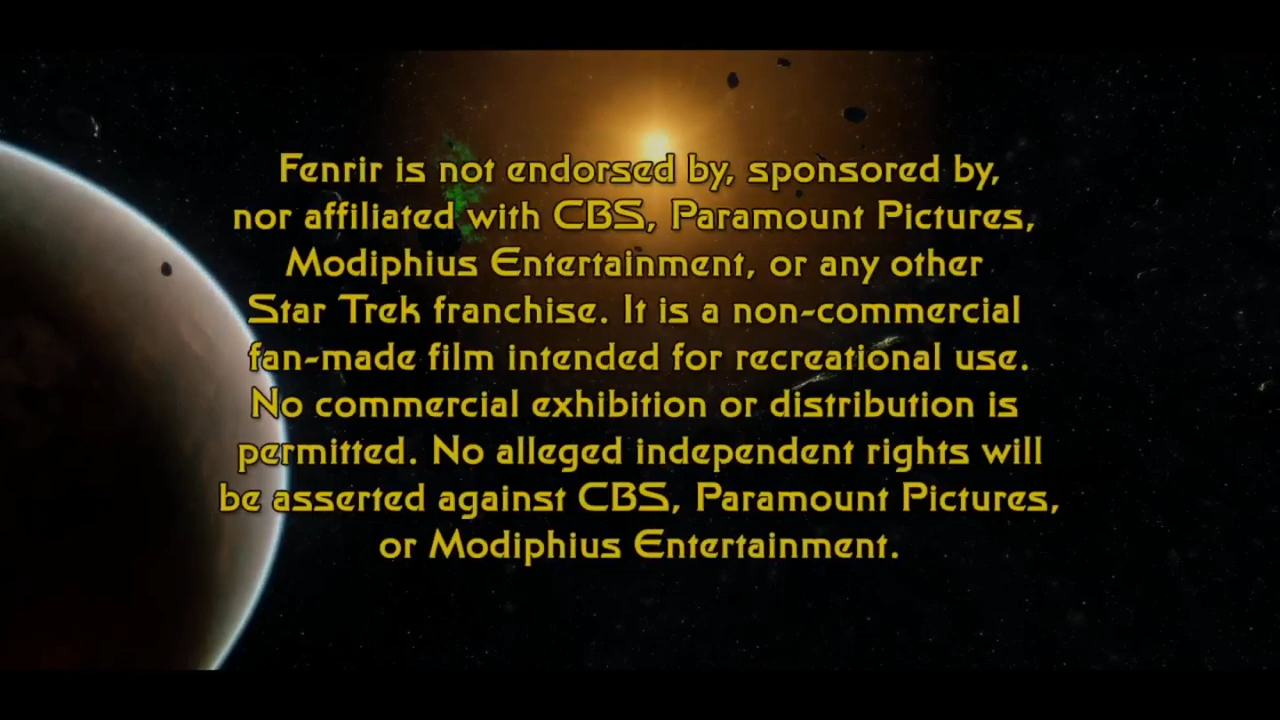 Fenrir is not endorsed by, sponsored by,
nor affiliated with CBS, Paramount Pictures,
Modiphius Entertainment, or any other
Star Trek franchise. It is a non-commercial
fan-made film intended for recreational use.
No commercial exhibition or distribution is
permitted. No alleged independent rights will
be asserted against CBS, Paramount Pictures,
or Modiphius Entertainment.